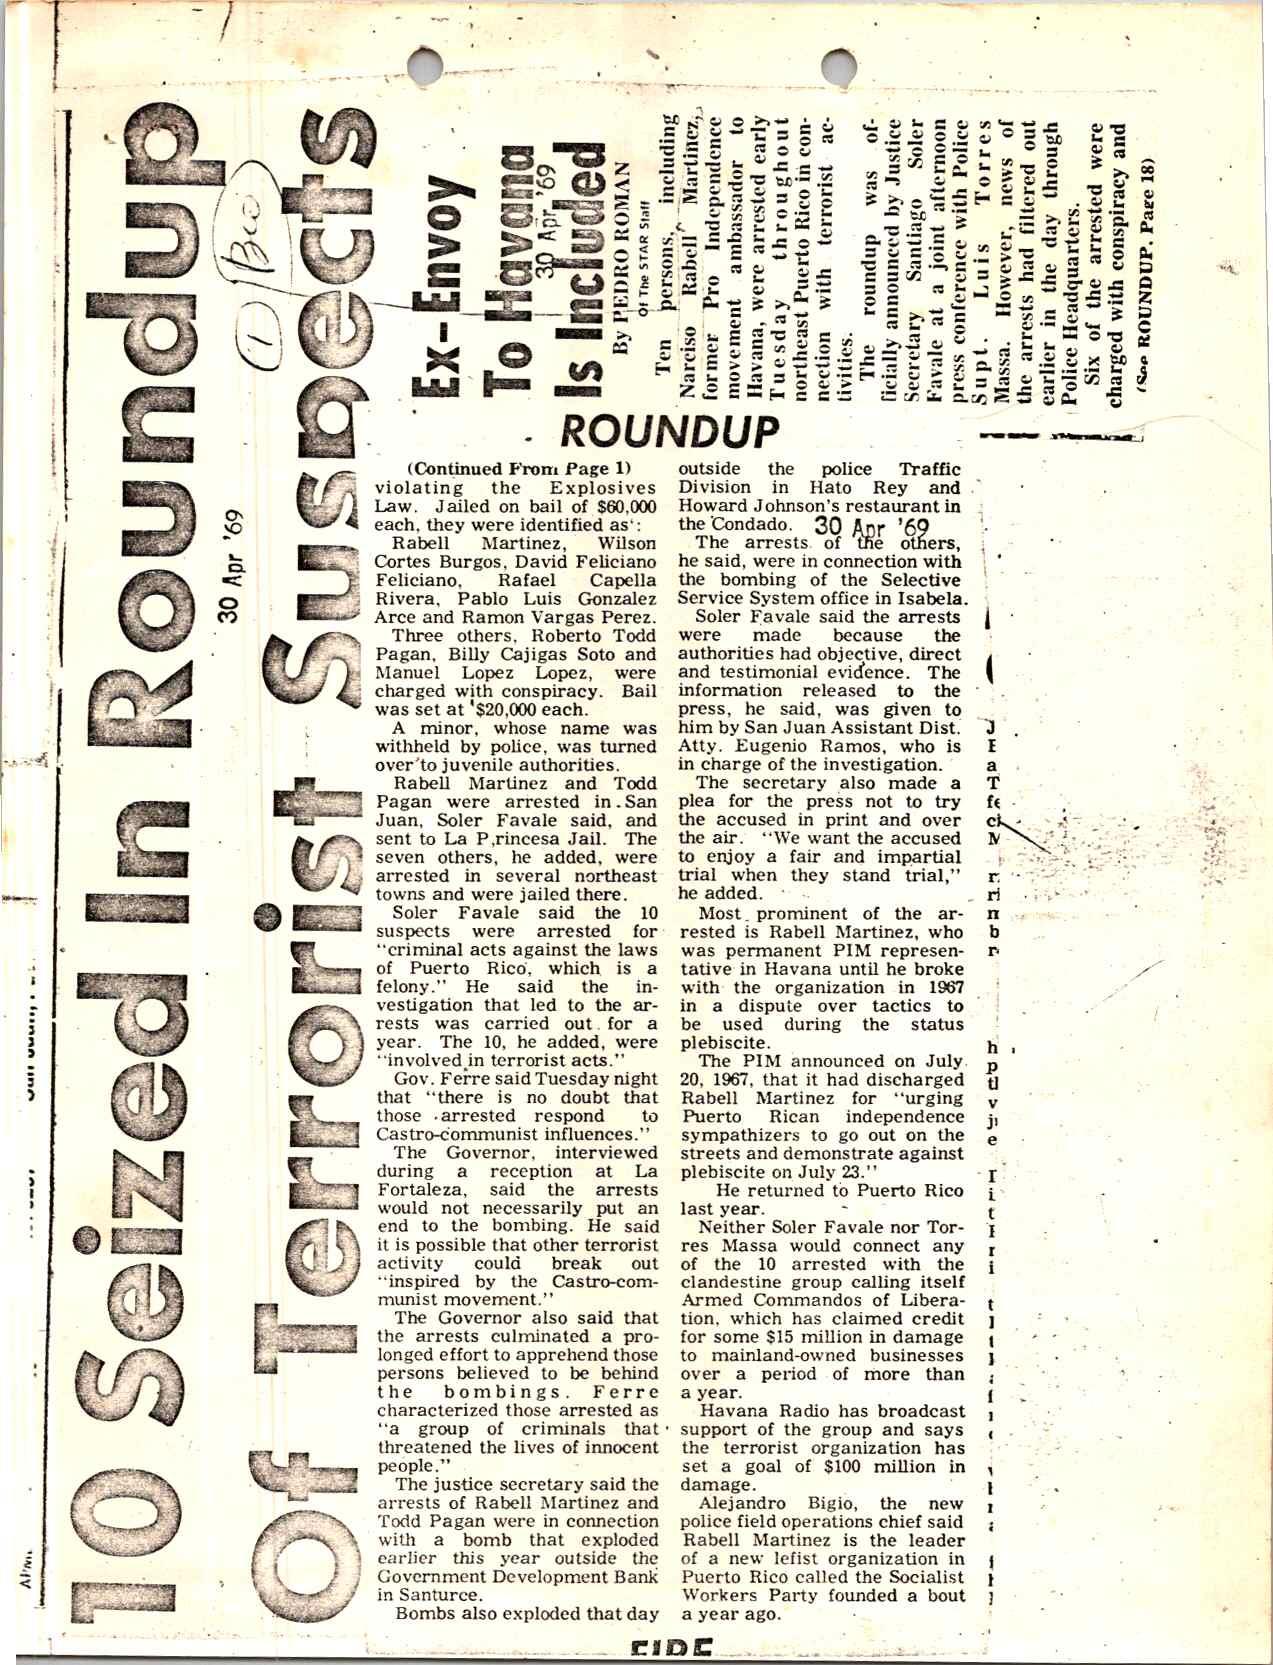 10 Seized In Roundup
Of Terrorist Suspects
1 Bio
30 Apr '69
Ex-Envoy
To Havana
30 Apr '69
Is Included
By PEDRO ROMAN
Of The STAR Staff
Ten persons, including
Narciso Rabell Martinez,
former Pro Independence
movement ambassador to
Havana, were arrested early
Tuesday throughout
northeast Puerto Rico in con-
nection with terrorist ac-
tivities.
The roundup was of-
ficially announced by Justice
Secretary Santiago Soler
Favale at a joint afternoon
press conference with Police
Supt. Luis Torres
Massa. However, news of
the arrests had filtered out
earlier in the day through
Police Headquarters.
Six of the arrested were
charged with conspiracy and
(See ROUNDUP, Page 18)
ROUNDUP
(Continued From Page 1)
violating the Explosives
Law. Jailed on bail of $60,000
each, they were identified as:
Rabell Martinez, Wilson
Cortes Burgos, David Feliciano
Feliciano, Rafael Capella
Rivera, Pablo Luis Gonzalez
Arce and Ramon Vargas Perez.
Three others, Roberto Todd
Pagan, Billy Cajigas Soto and
Manuel Lopez Lopez, were
charged with conspiracy. Bail
was set at $20,000 each.
A minor, whose name was
withheld by police, was turned
over to juvenile authorities.
Rabell Martinez and Todd
Pagan were arrested in San
Juan, Soler Favale said, and
sent to La P,rincesa Jail. The
seven others, he added, were
arrested in several northeast
towns and were jailed there.
Soler Favale said the 10
suspects were arrested for
"criminal acts against the laws
of Puerto Rico, which is a
felony." He said the in-
vestigation that led to the ar-
rests was carried out for a
year. The 10, he added, were
"involved in terrorist acts."
Gov. Ferre said Tuesday night
that "there is no doubt that
those arrested respond to
Castro-communist influences."
The Governor, interviewed
during a reception at La
Fortaleza, said the arrests
would not necessarily put an
end to the bombing. He said
it is possible that other terrorist
activity could break out
"inspired by the Castro-com-
munist movement."
The Governor also said that
the arrests culminated a pro-
longed effort to apprehend those
persons believed to be behind
the bombings. Ferre
characterized those arrested as
"a group of criminals that
threatened the lives of innocent
people."
The justice secretary said the
arrests of Rabell Martinez and
Todd Pagan were in connection
with a bomb that exploded
earlier this year outside the
Government Development Bank
in Santurce.
Bombs also exploded that day
outside the police Traffic
Division in Hato Rey and
Howard Johnson's restaurant in
the Condado. 30 Apr '69
The arrests of the others,
he said, were in connection with
the bombing of the Selective
Service System office in Isabela.
Soler Favale said the arrests
were made because the
authorities had objective, direct
and testimonial evidence. The
information released to the
press, he said, was given to
him by San Juan Assistant Dist.
Atty. Eugenio Ramos, who is
in charge of the investigation.
The secretary also made a
plea for the press not to try
the accused in print and over
the air. "We want the accused
to enjoy a fair and impartial
trial when they stand trial,"
he added.
Most prominent of the ar-
rested is Rabell Martinez, who
was permanent PIM represen-
tative in Havana until he broke
with the organization in 1967
in a dispute over tactics to
be used during the status
plebiscite.
The PIM announced on July
20, 1967, that it had discharged
Rabell Martinez for "urging
Puerto Rican independence
sympathizers to go out on the
streets and demonstrate against
plebiscite on July 23."
He returned to Puerto Rico
last year.
Neither Soler Favale nor Tor-
res Massa would connect any
of the 10 arrested with the
clandestine group calling itself
Armed Commandos of Libera-
tion, which has claimed credit
for some $15 million in damage
to mainland-owned businesses
over a period of more than
a year.
Havana Radio has broadcast
support of the group and says
the terrorist organization has
set a goal of $100 million in
damage.
Alejandro Bigio, the new
police field operations chief said
Rabell Martinez is the leader
of a new lefist organization in
Puerto Rico called the Socialist
Workers Party founded a bout
a year ago.